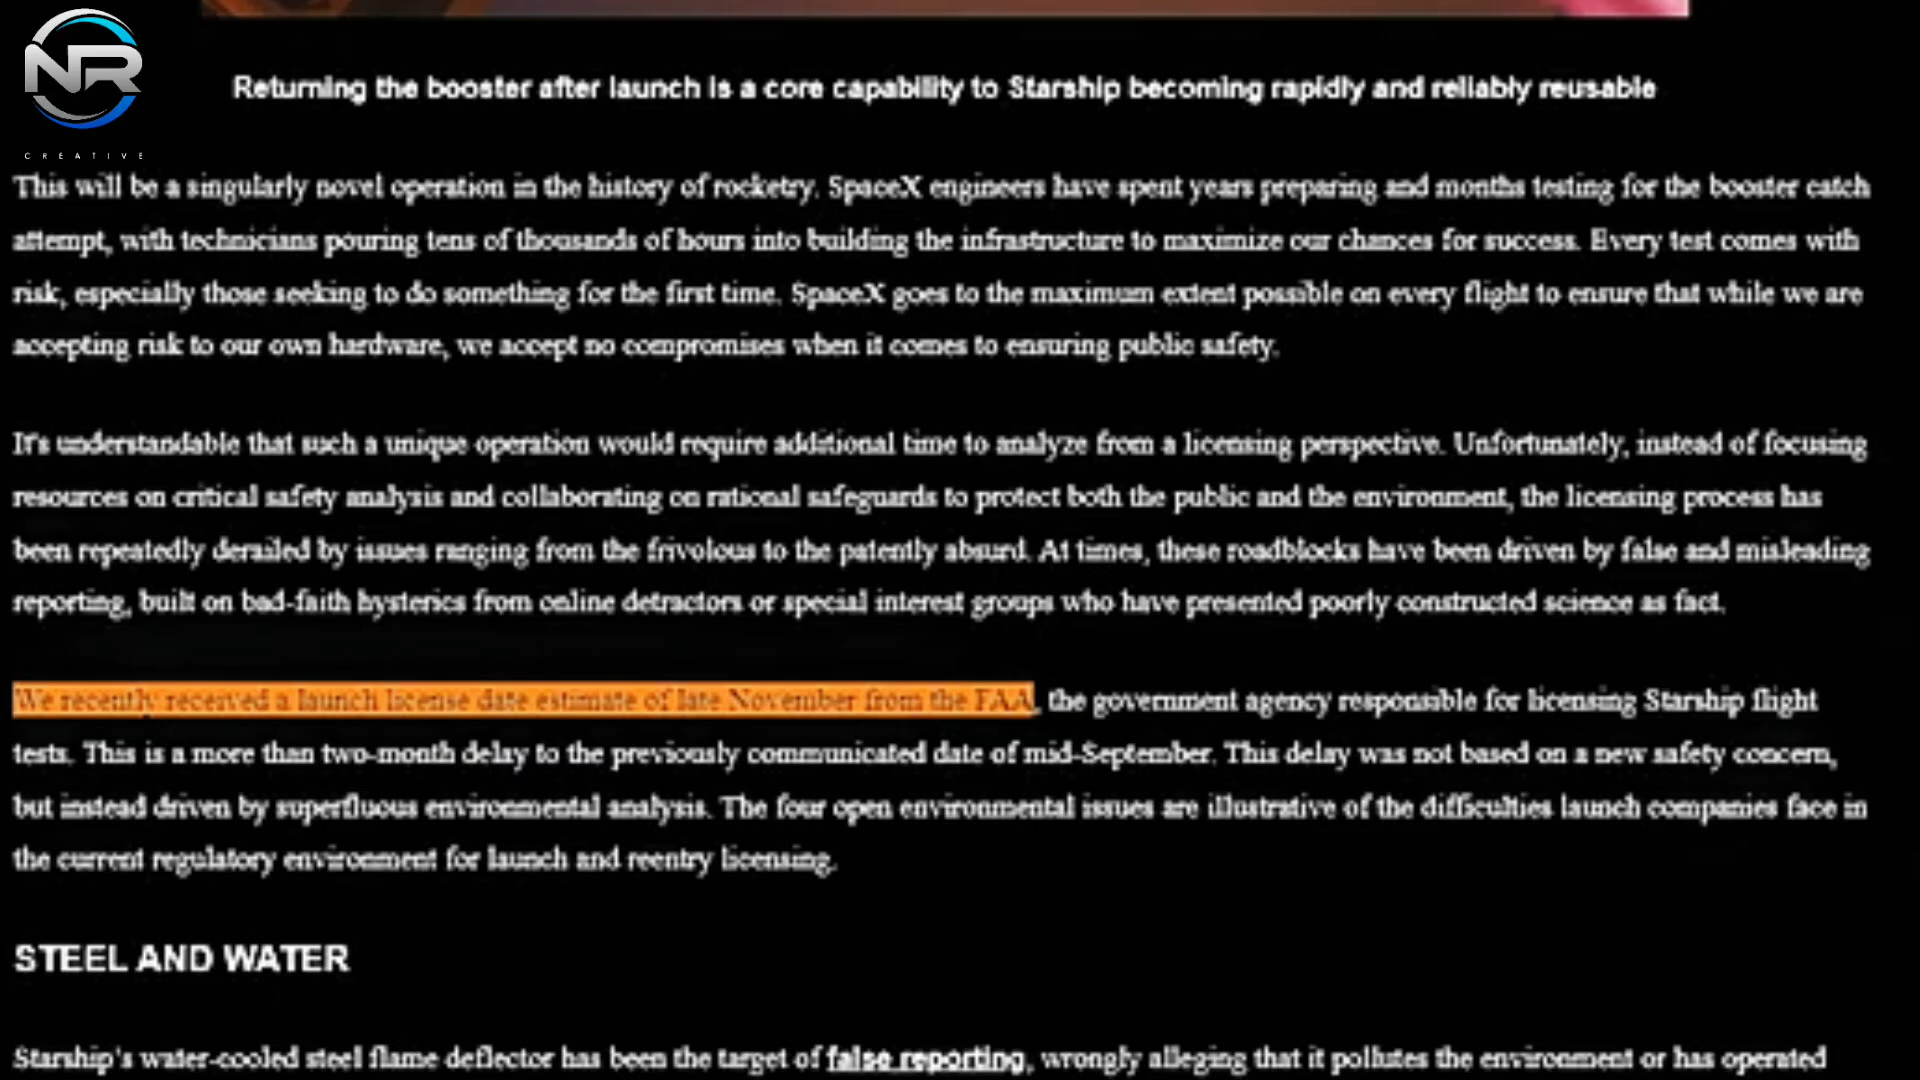 NR
CREATIVE
Returning the booster after launch is a core capability to Starship becoming rapidly and reliably reusable
This will be a singularly novel operation in the history of rocketry. SpaceX engineers have spent years preparing and months testing for the booster catch
attempt, with technicians pouring tens of thousands of hours into building the infrastructure to maximize our chances for success. Every test comes with
risk, especially those seeking to do something for the first time. SpaceX goes to the maximum extent possible on every flight to ensure that while we are
accepting risk to our own hardware, we accept no compromises when it comes to ensuring public safety.
It's understandable that such a unique operation would require additional time to analyze from a licensing perspective. Unfortunately, instead of focusing
resources on critical safety analysis and collaborating on rational safeguards to protect both the public and the environment, the licensing process has
been repeatedly derailed by issues ranging from the frivolous to the patently absurd. At times, these roadblocks have been driven by false and misleading
reporting, built on bad-faith hysterics from online detractors or special interest groups who have presented poorly constructed science as fact.
We recently received a launch license date estimate of late November from the FAA, the government agency responsible for licensing Starship flight
tests. This is a more than two-month delay to the previously communicated date of mid-September. This delay was not based on a new safety concern,
but instead driven by superfluous environmental analysis. The four open environmental issues are illustrative of the difficulties launch companies face in
the current regulatory environment for launch and reentry licensing.
STEEL AND WATER
Starship's water-cooled steel flame deflector has been the target of false reporting, wrongly alleging that it pollutes the environment or has operated